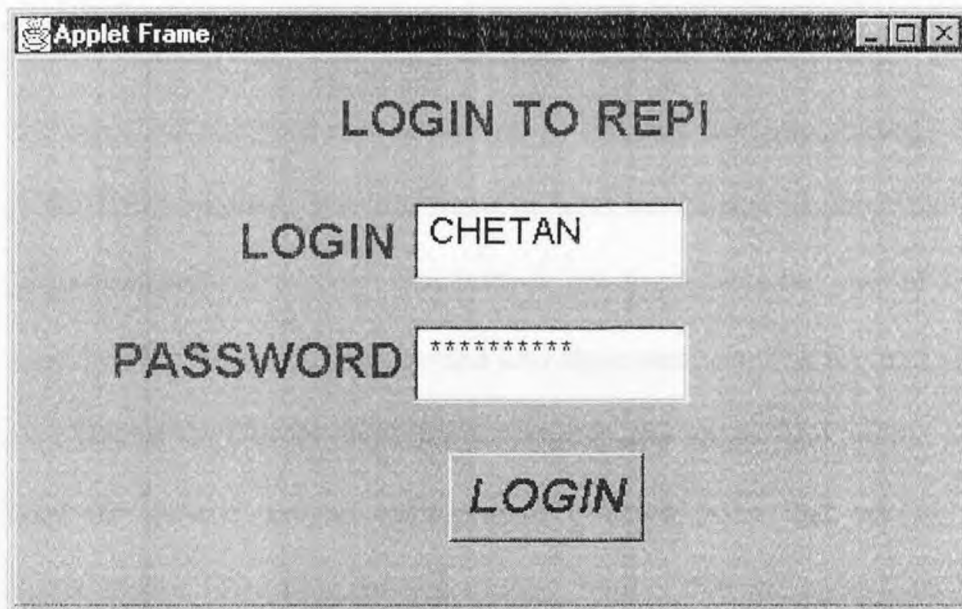 Applet Frame
LOGIN TO REPI
LOGIN CHETAN
PASSWORD **********
LOGIN